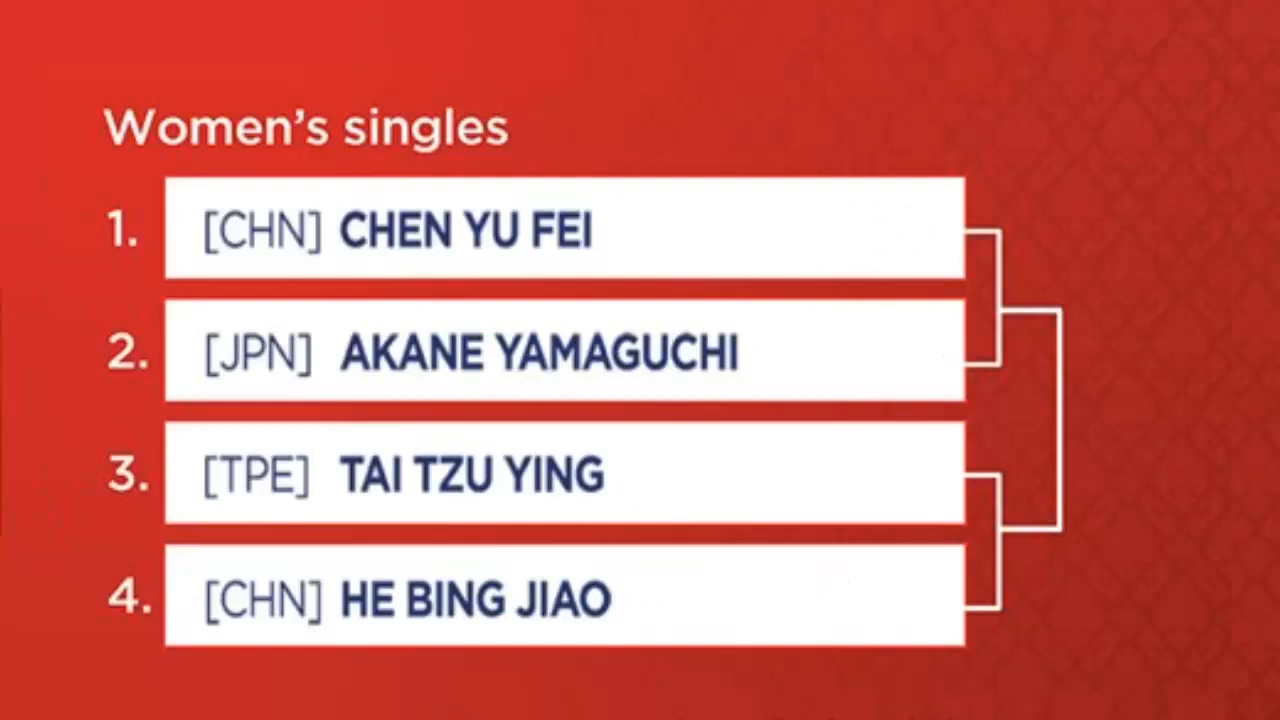 Women's singles
1. [CHN] CHEN YU FEI
2. [JPN] AKANE YAMAGUCHI
3. [TPE] TAI TZU YING
4. [CHN] HE BING JIAO